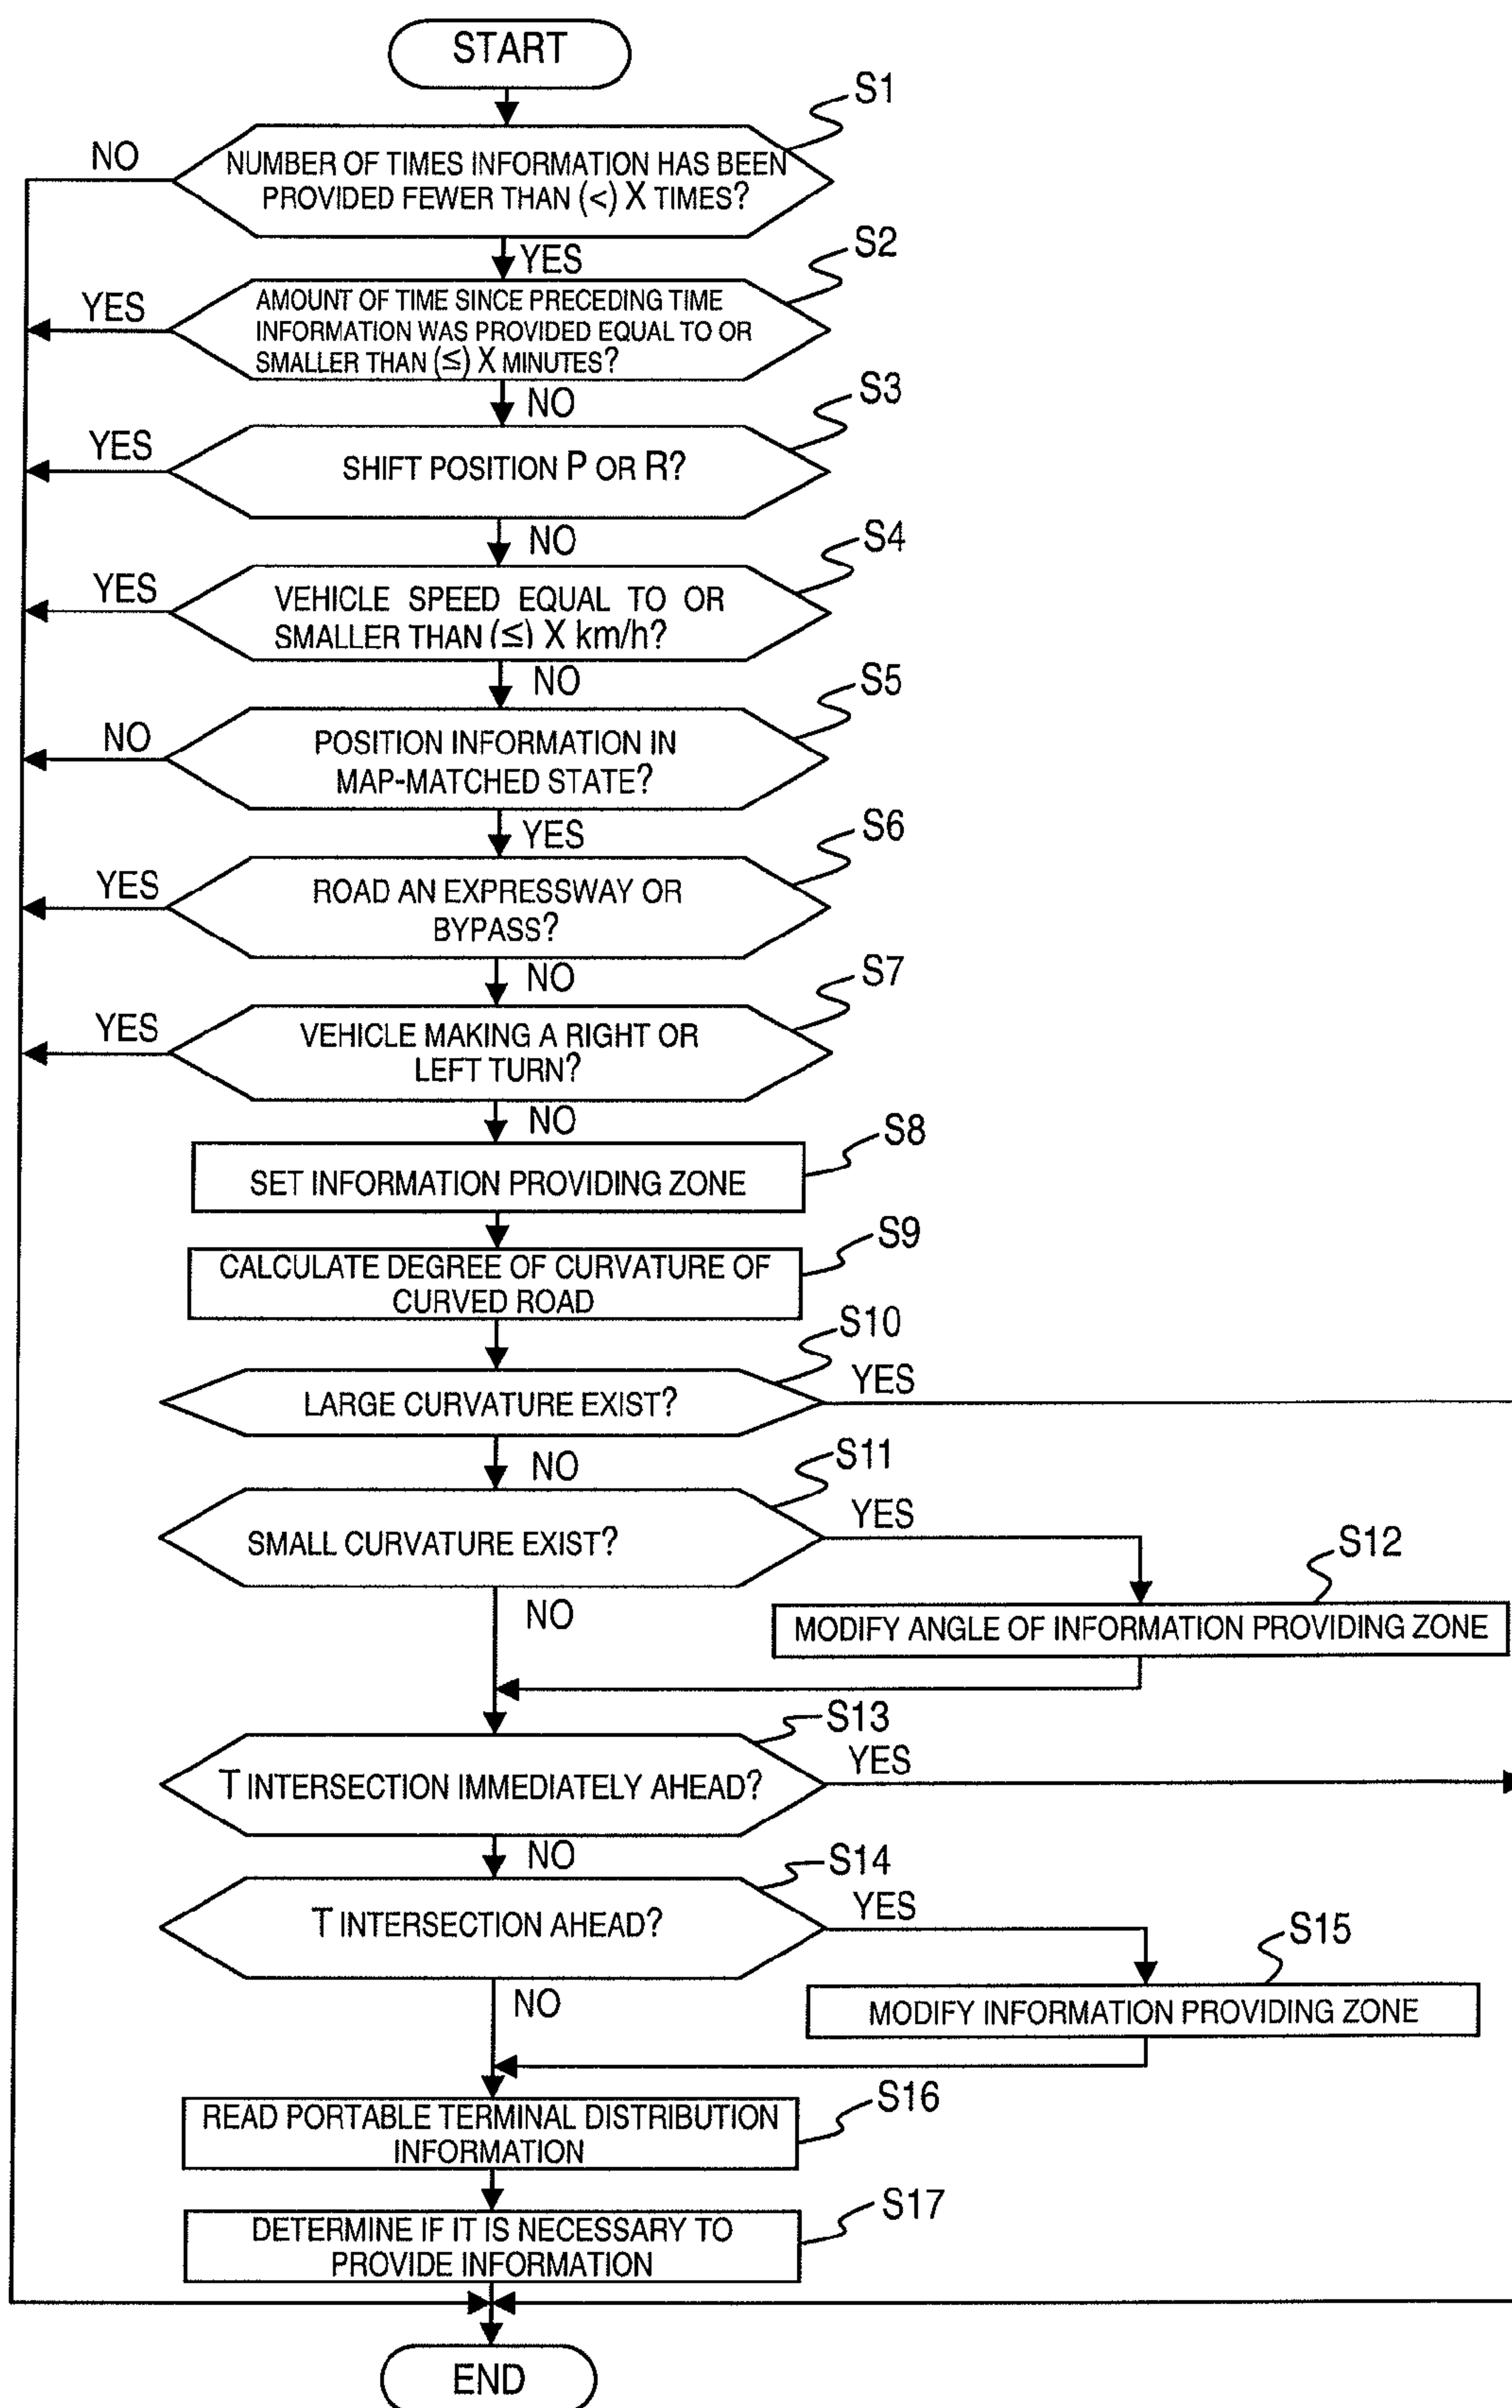 START
S1
NO
NUMBER OF TIMES INFORMATION HAS BEEN
PROVIDED FEWER THAN (<) X TIMES?
YES
S2
YES
AMOUNT OF TIME SINCE PRECEDING TIME
INFORMATION WAS PROVIDED EQUAL TO OR
SMALLER THAN (≤) X MINUTES?
NO
S3
YES
SHIFT POSITION P OR R?
NO
S4
YES
VEHICLE SPEED EQUAL TO OR
SMALLER THAN (≤) X km/h?
NO
S5
NO
POSITION INFORMATION IN
MAP-MATCHED STATE?
YES
S6
YES
ROAD AN EXPRESSWAY OR
BYPASS?
NO
S7
YES
VEHICLE MAKING A RIGHT OR
LEFT TURN?
NO
S8
SET INFORMATION PROVIDING ZONE
S9
CALCULATE DEGREE OF CURVATURE OF
CURVED ROAD
S10
YES
LARGE CURVATURE EXIST?
NO
S11
YES
SMALL CURVATURE EXIST?
S12
NO
MODIFY ANGLE OF INFORMATION PROVIDING ZONE
S13
YES
T INTERSECTION IMMEDIATELY AHEAD?
NO
S14
YES
T INTERSECTION AHEAD?
S15
NO
MODIFY INFORMATION PROVIDING ZONE
S16
READ PORTABLE TERMINAL DISTRIBUTION
INFORMATION
S17
DETERMINE IF IT IS NECESSARY TO
PROVIDE INFORMATION
END